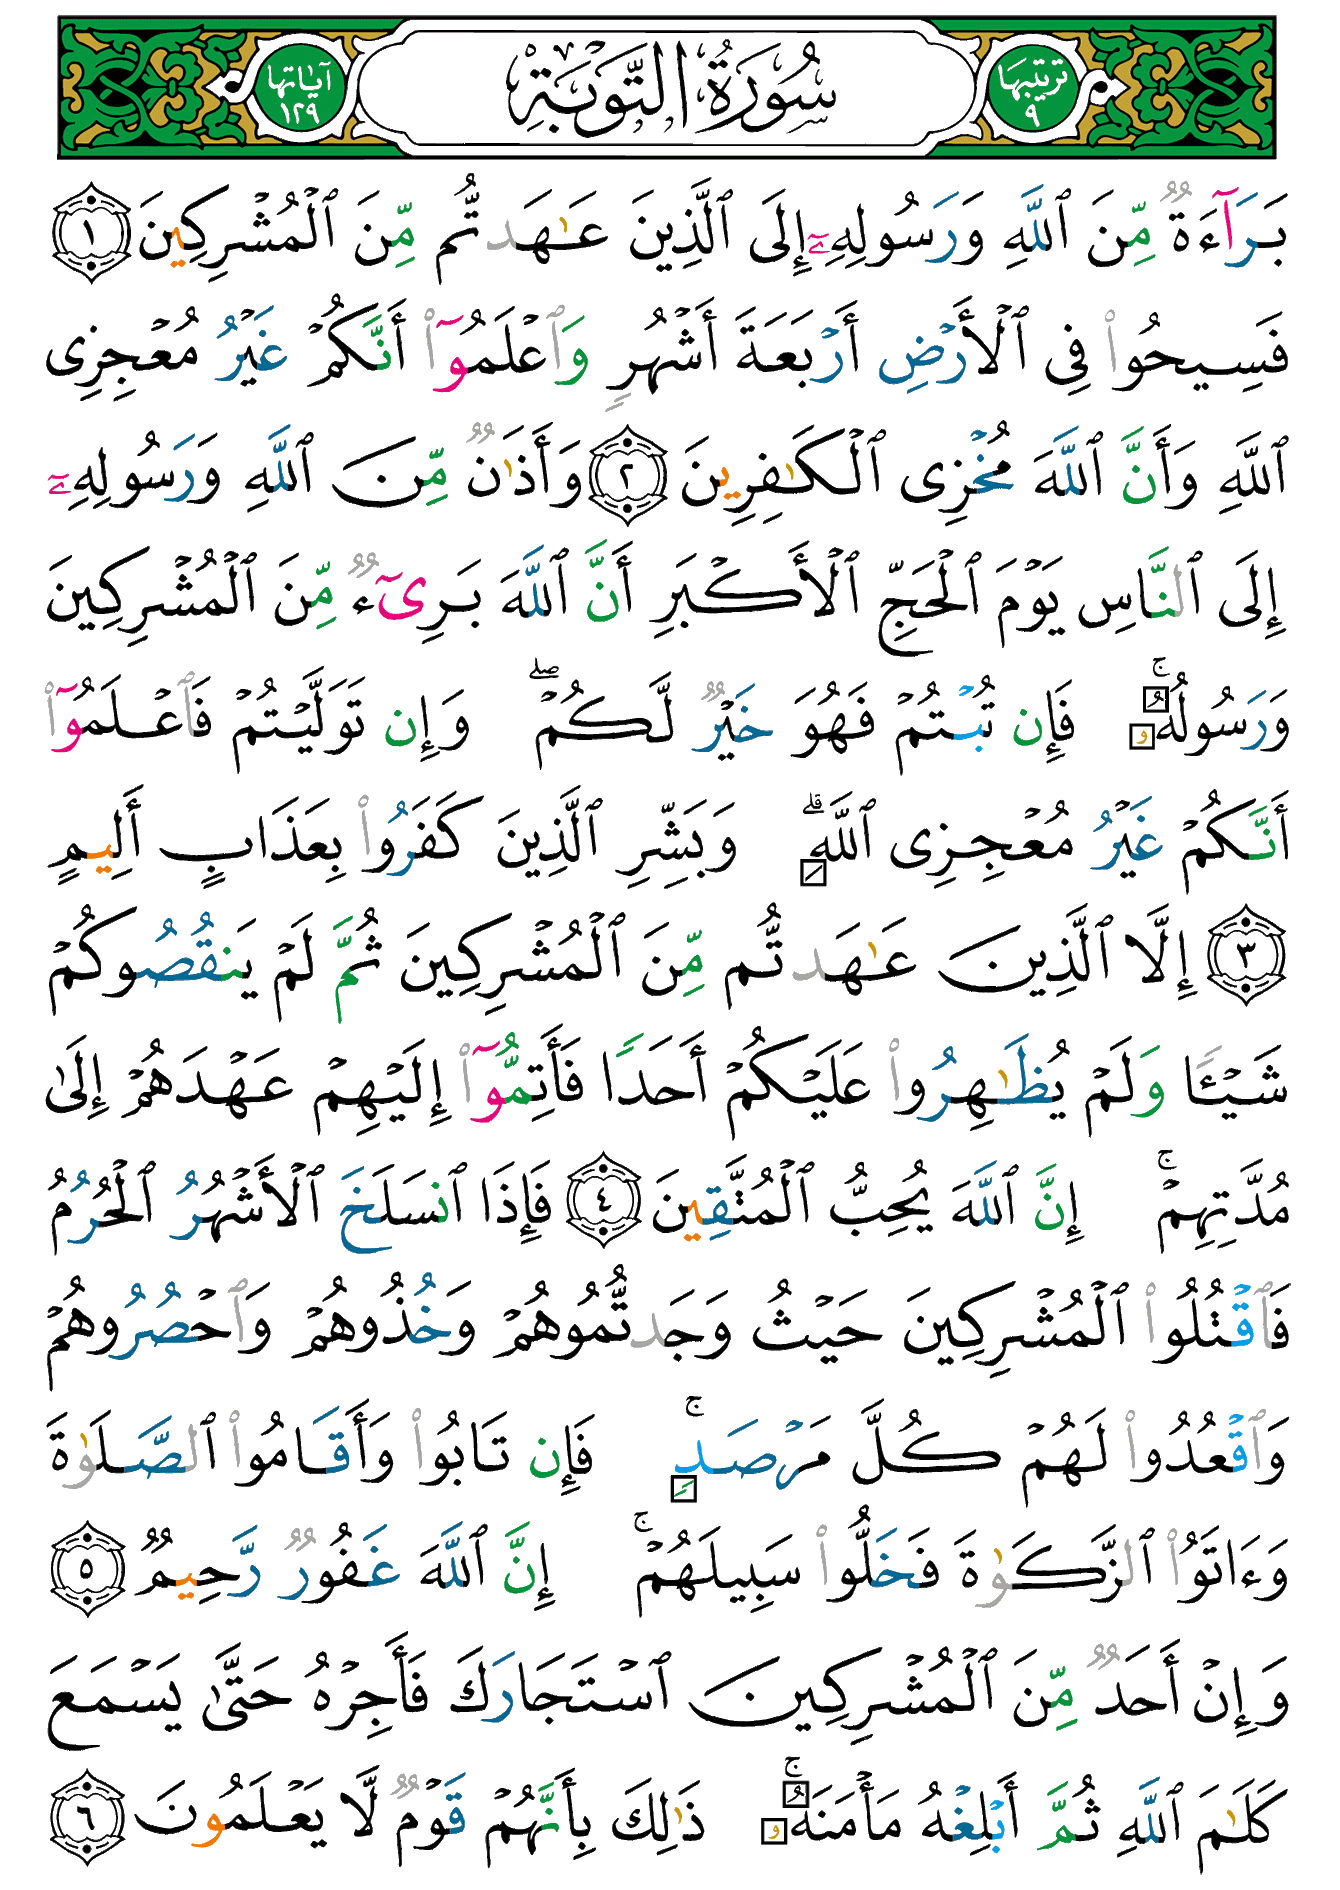 ترتيبها ٩ سُورَةُ التَّوْبَةِ آيَاتها ١٢٩
بَرَآءَةٌ مِّنَ ٱللَّهِ وَرَسُولِهِۦٓ إِلَى ٱلَّذِينَ عَـٰهَدتُّم مِّنَ ٱلْمُشْرِكِينَ ١
فَسِيحُوا۟ فِى ٱلْأَرْضِ أَرْبَعَةَ أَشْهُرٍ وَٱعْلَمُوٓا۟ أَنَّكُمْ غَيْرُ مُعْجِزِى
ٱللَّهِ وَأَنَّ ٱللَّهَ مُخْزِى ٱلْكَـٰفِرِينَ ٢ وَأَذَٰنٌ مِّنَ ٱللَّهِ وَرَسُولِهِۦٓ
إِلَى ٱلنَّاسِ يَوْمَ ٱلْحَجِّ ٱلْأَكْبَرِ أَنَّ ٱللَّهَ بَرِىٓءٌ مِّنَ ٱلْمُشْرِكِينَ
وَرَسُولُهُۥ ۚ فَإِن تُبْتُمْ فَهُوَ خَيْرٌ لَّكُمْ ۖ وَإِن تَوَلَّيْتُمْ فَٱعْلَمُوٓا۟
أَنَّكُمْ غَيْرُ مُعْجِزِى ٱللَّهِ ۗ وَبَشِّرِ ٱلَّذِينَ كَفَرُوا۟ بِعَذَابٍ أَلِيمٍ
٣ إِلَّا ٱلَّذِينَ عَـٰهَدتُّم مِّنَ ٱلْمُشْرِكِينَ ثُمَّ لَمْ يَنقُصُوكُمْ
شَيْـًٔا وَلَمْ يُظَـٰهِرُوا۟ عَلَيْكُمْ أَحَدًا فَأَتِمُّوٓا۟ إِلَيْهِمْ عَهْدَهُمْ إِلَىٰ
مُدَّتِهِمْ ۚ إِنَّ ٱللَّهَ يُحِبُّ ٱلْمُتَّقِينَ ٤ فَإِذَا ٱنسَلَخَ ٱلْأَشْهُرُ ٱلْحُرُمُ
فَٱقْتُلُوا۟ ٱلْمُشْرِكِينَ حَيْثُ وَجَدتُّمُوهُمْ وَخُذُوهُمْ وَٱحْصُرُوهُمْ
وَٱقْعُدُوا۟ لَهُمْ كُلَّ مَرْصَدٍ ۚ فَإِن تَابُوا۟ وَأَقَامُوا۟ ٱلصَّلَوٰةَ
وَءَاتَوُا۟ ٱلزَّكَوٰةَ فَخَلُّوا۟ سَبِيلَهُمْ ۚ إِنَّ ٱللَّهَ غَفُورٌ رَّحِيمٌ ٥
وَإِنْ أَحَدٌ مِّنَ ٱلْمُشْرِكِينَ ٱسْتَجَارَكَ فَأَجِرْهُ حَتَّىٰ يَسْمَعَ
كَلَـٰمَ ٱللَّهِ ثُمَّ أَبْلِغْهُ مَأْمَنَهُۥ ۚ ذَٰلِكَ بِأَنَّهُمْ قَوْمٌ لَّا يَعْلَمُونَ ٦